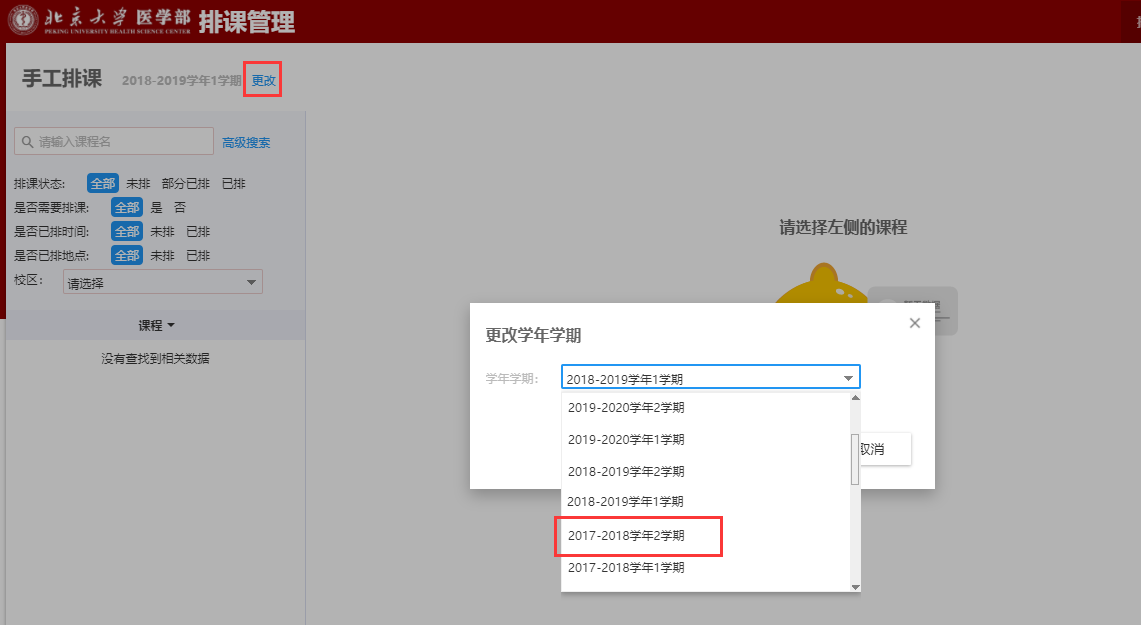 北京大学医学部 排课管理
PEKING UNIVERSITY HEALTH SCIENCE CENTER
手工排课 2018-2019学年1学期 更改
请输入课程名 高级搜索
排课状态: 全部 未排 部分已排 已排
是否需要排课: 全部 是 否
是否已排时间: 全部 未排 已排
是否已排地点: 全部 未排 已排
校区: 请选择
课程
没有查找到相关数据
请选择左侧的课程
更改学年学期
学年学期: 2018-2019学年1学期
2019-2020学年2学期
2019-2020学年1学期
2018-2019学年2学期
2018-2019学年1学期
2017-2018学年2学期
2017-2018学年1学期
取消